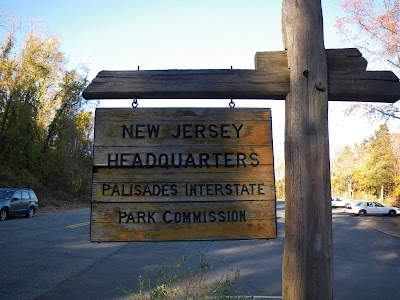 NEW JERSEY
HEADQUARTERS
PALISADES INTERSTATE
PARK COMMISSION